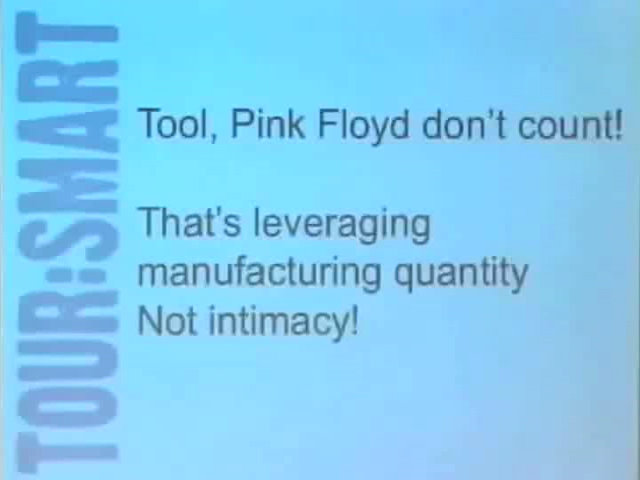 TOUR:SMART
Tool, Pink Floyd don't count!
That's leveraging
manufacturing quantity
Not intimacy!